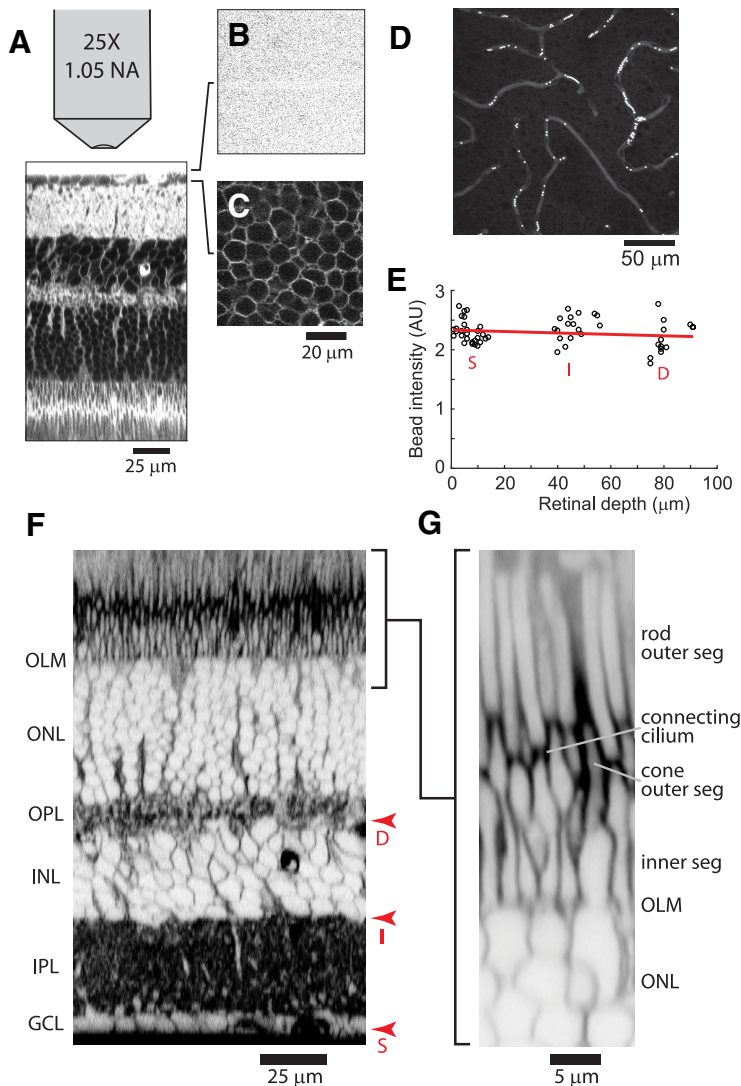 A
25X
1.05 NA
25 μm
B
C
20 μm
D
50 μm
E
Bead intensity (AU)
3
2
1
0
S
I
D
0
20
40
60
80
100
Retinal depth (μm)
F
OLM
ONL
OPL
INL
IPL
GCL
D
I
S
25 μm
G
rod
outer seg
connecting
cilium
cone
outer seg
inner seg
OLM
ONL
5 μm